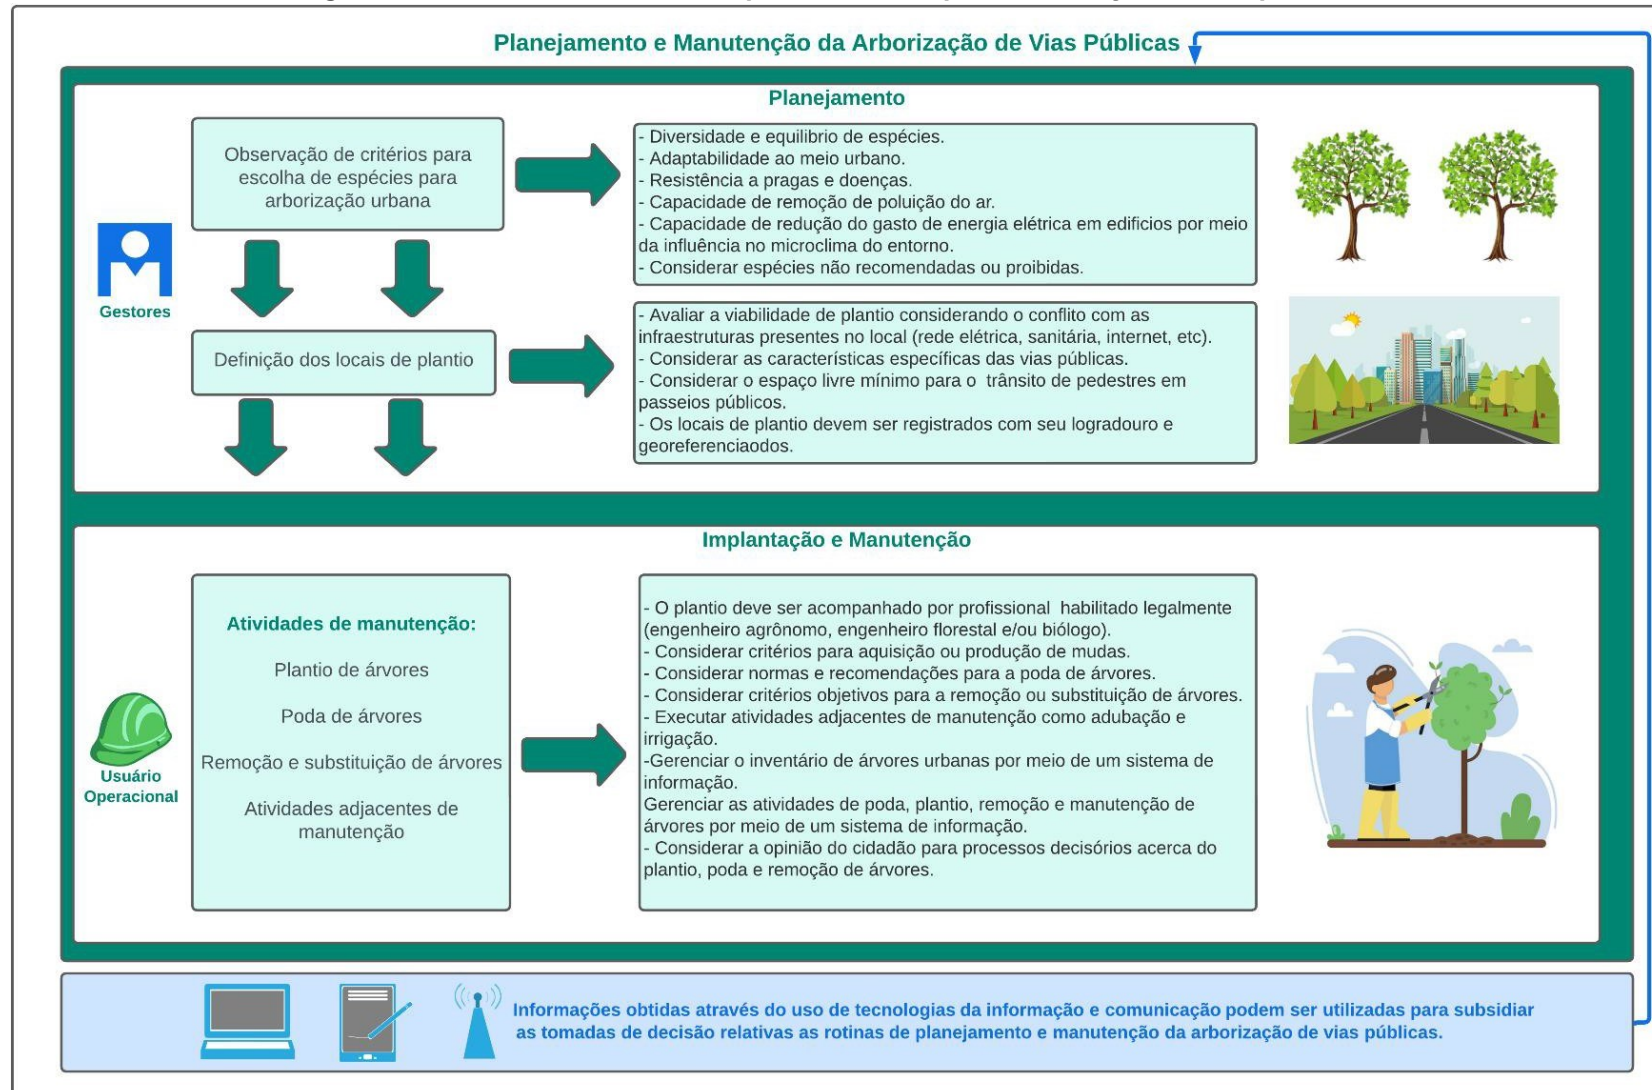 Planejamento e Manutenção da Arborização de Vias Públicas
Planejamento
Observação de critérios para
escolha de espécies para
arborização urbana
- Diversidade e equilibrio de espécies.
- Adaptabilidade ao meio urbano.
- Resistência a pragas e doenças.
- Capacidade de remoção de poluição do ar.
- Capacidade de redução do gasto de energia elétrica em edificios por meio
da influência no microclima do entorno.
- Considerar espécies não recomendadas ou proibidas.
Gestores
Definição dos locais de plantio
- Avaliar a viabilidade de plantio considerando o conflito com as
infraestruturas presentes no local (rede elétrica, sanitária, internet, etc).
- Considerar as características específicas das vias públicas.
- Considerar o espaço livre mínimo para o trânsito de pedestres em
passeios públicos.
- Os locais de plantio devem ser registrados com seu logradouro e
georeferenciaodos.
Implantação e Manutenção
Usuário
Operacional
Atividades de manutenção:
Plantio de árvores
Poda de árvores
Remoção e substituição de árvores
Atividades adjacentes de
manutenção
- O plantio deve ser acompanhado por profissional habilitado legalmente
(engenheiro agrônomo, engenheiro florestal e/ou biólogo).
- Considerar critérios para aquisição ou produção de mudas.
- Considerar normas e recomendações para a poda de árvores.
- Considerar critérios objetivos para a remoção ou substituição de árvores.
- Executar atividades adjacentes de manutenção como adubação e
irrigação.
-Gerenciar o inventário de árvores urbanas por meio de um sistema de
informação.
Gerenciar as atividades de poda, plantio, remoção e manutenção de
árvores por meio de um sistema de informação.
- Considerar a opinião do cidadão para processos decisórios acerca do
plantio, poda e remoção de árvores.
Informações obtidas através do uso de tecnologias da informação e comunicação podem ser utilizadas para subsidiar
as tomadas de decisão relativas as rotinas de planejamento e manutenção da arborização de vias públicas.